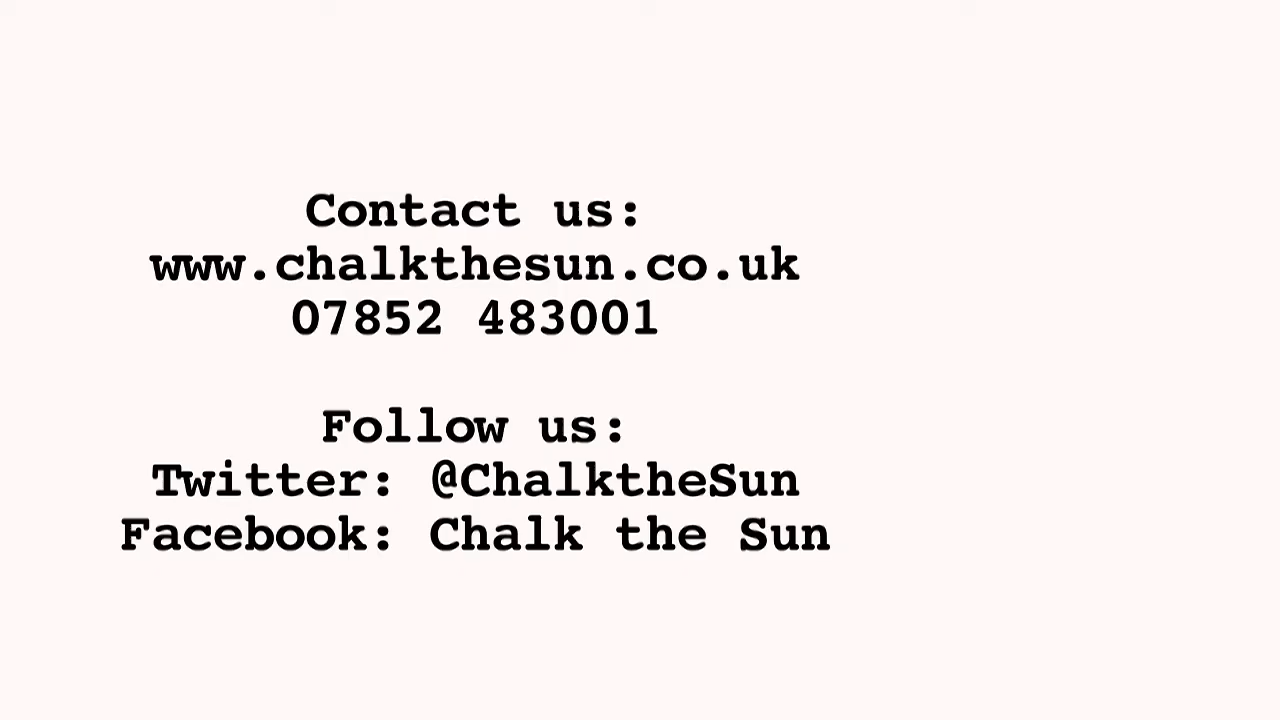 Contact us:
www.chalkthesun.co.uk
07852 483001
Follow us:
Twitter: @ChalktheSun
Facebook: Chalk the Sun